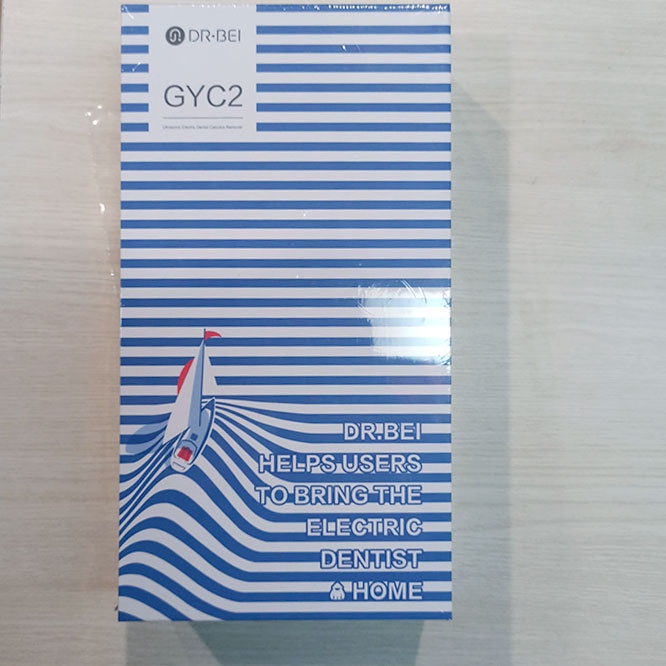 DR·BEI
GYC2
Ultrasonic Electric Dental Calculus Remover
DR.BEI
HELPS USERS
TO BRING THE
ELECTRIC
DENTIST
HOME